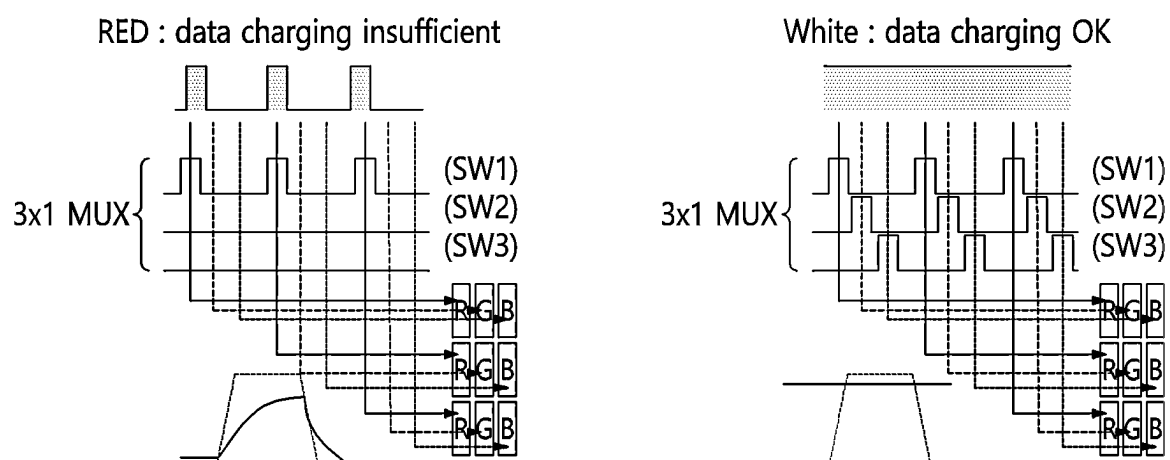 RED : data charging insufficient
3x1 MUX
(SW1)
(SW2)
(SW3)
R G B
R G B
R G B
White : data charging OK
3x1 MUX
(SW1)
(SW2)
(SW3)
R G B
R G B
R G B